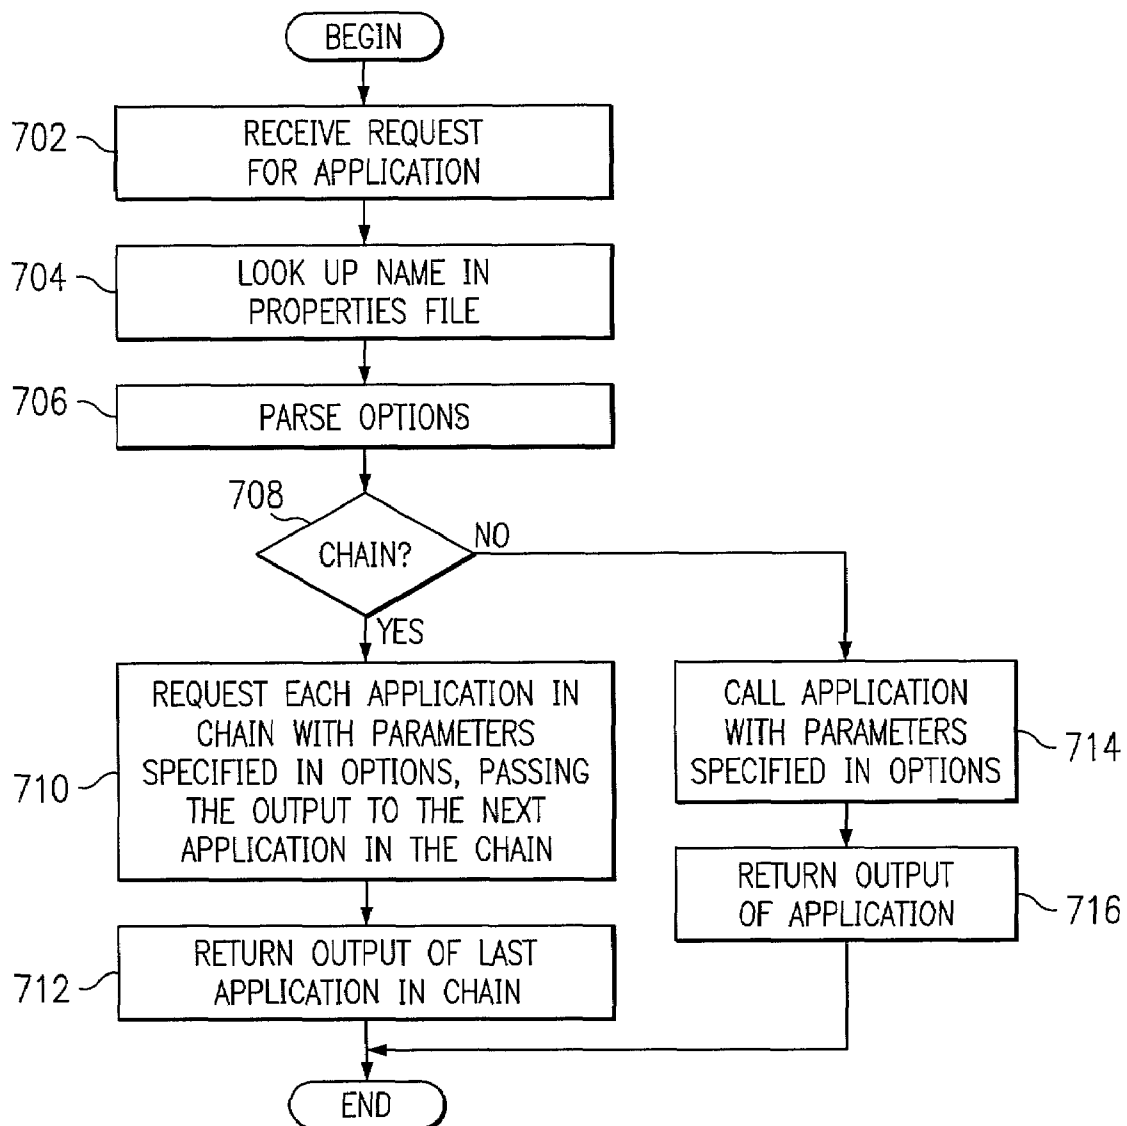 BEGIN
702
RECEIVE REQUEST
FOR APPLICATION
704
LOOK UP NAME IN
PROPERTIES FILE
706
PARSE OPTIONS
708
CHAIN?
NO
YES
710
REQUEST EACH APPLICATION IN
CHAIN WITH PARAMETERS
SPECIFIED IN OPTIONS, PASSING
THE OUTPUT TO THE NEXT
APPLICATION IN THE CHAIN
CALL APPLICATION
WITH PARAMETERS
SPECIFIED IN OPTIONS
714
RETURN OUTPUT
OF APPLICATION
716
712
RETURN OUTPUT OF LAST
APPLICATION IN CHAIN
END